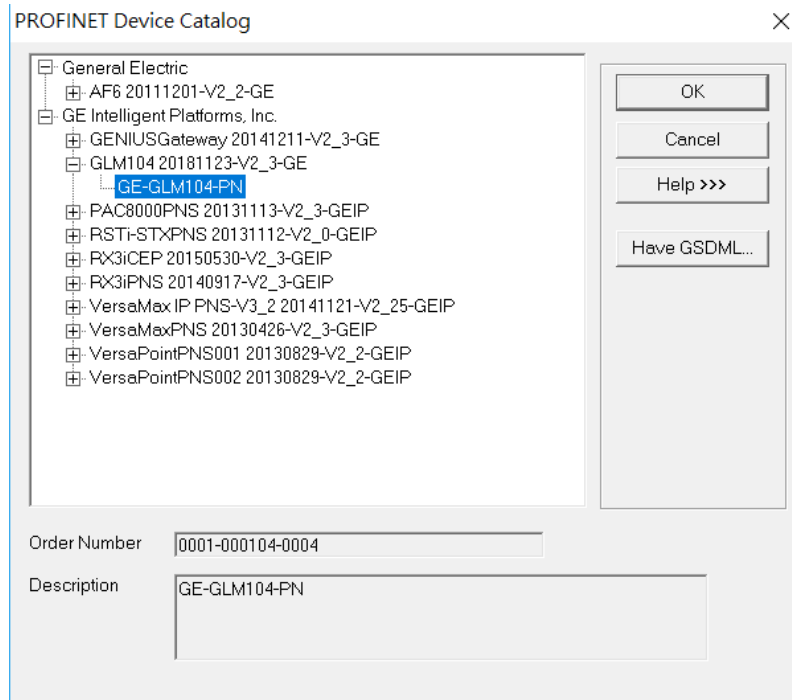 PROFINET Device Catalog
General Electric
AF6 20111201-V2_2-GE
GE Intelligent Platforms, Inc.
GENIUSGateway 20141211-V2_3-GE
GLM104 20181123-V2_3-GE
GE-GLM104-PN
PAC8000PNS 20131113-V2_3-GEIP
RSTi-STXPNS 20131112-V2_0-GEIP
RX3iCEP 20150530-V2_3-GEIP
RX3iPNS 20140917-V2_3-GEIP
VersaMax IP PNS-V3_2 20141121-V2_25-GEIP
VersaMaxPNS 20130426-V2_3-GEIP
VersaPointPNS001 20130829-V2_2-GEIP
VersaPointPNS002 20130829-V2_2-GEIP
OK
Cancel
Help >>>
Have GSDML...
Order Number 0001-000104-0004
Description GE-GLM104-PN